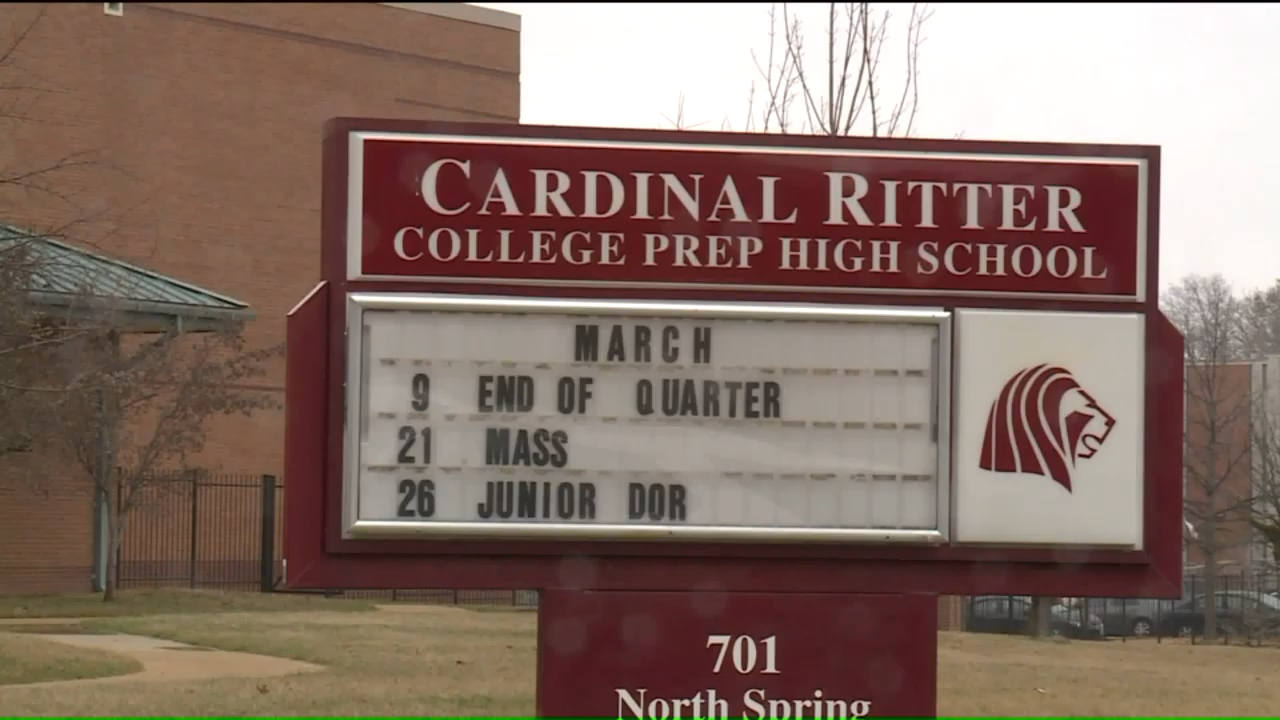 CARDINAL RITTER
COLLEGE PREP HIGH SCHOOL
MARCH
9 END OF QUARTER
21 MASS
26 JUNIOR DOR
701
North Spring